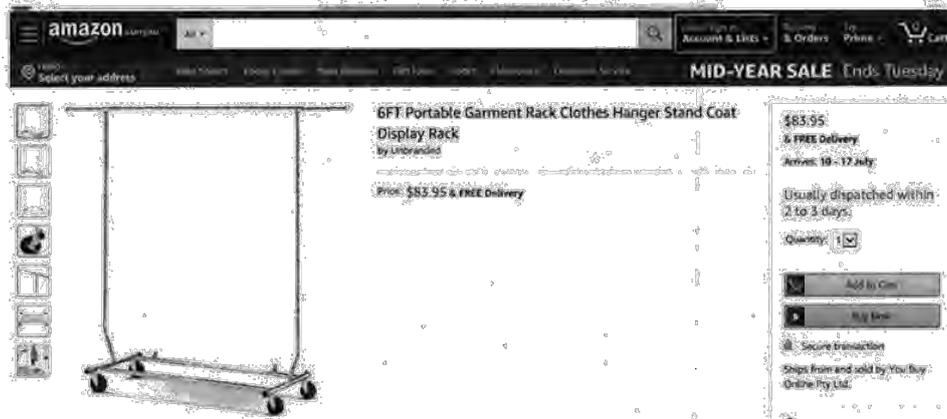 amazon
All
Account & Lists
& Orders
Prime
Cart
Select your address
MID-YEAR SALE Ends Tuesday
6FT Portable Garment Rack Clothes Hanger Stand Coat
Display Rack
by Unbranded
Price: $83.95 & FREE Delivery
$83.95
& FREE Delivery
Arrives: 10 - 17 July
Usually dispatched within
2 to 3 days.
Quantity: 1
Add to Cart
Buy Now
Secure transaction
Ships from and sold by You Buy
Online Pty Ltd.